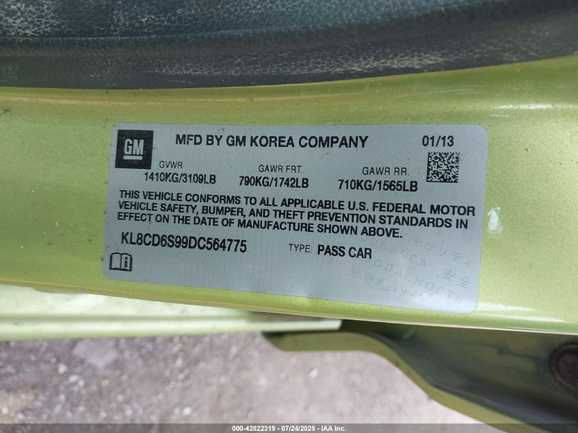 GM
MFD BY GM KOREA COMPANY
01/13
GVWR
1410KG/3109LB
GAWR FRT.
790KG/1742LB
GAWR RR.
710KG/1565LB
THIS VEHICLE CONFORMS TO ALL APPLICABLE U.S. FEDERAL MOTOR
VEHICLE SAFETY, BUMPER, AND THEFT PREVENTION STANDARDS IN
EFFECT ON THE DATE OF MANUFACTURE SHOWN ABOVE.
KL8CD6S99DC564775
TYPE: PASS CAR
000-42822319 - 07/24/2025 - IAA Inc.